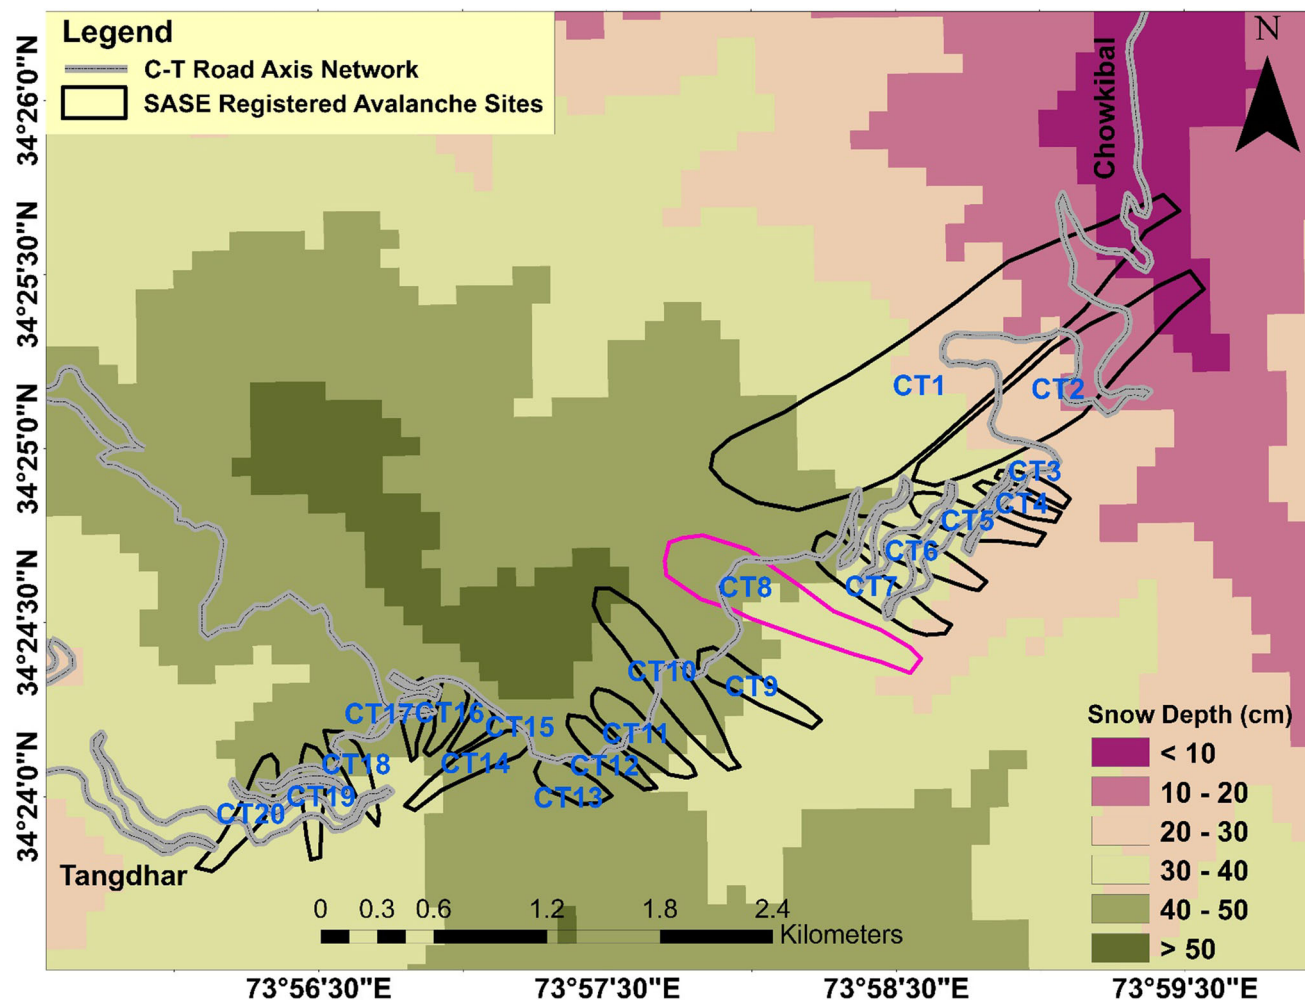 Legend
C-T Road Axis Network
SASE Registered Avalanche Sites
N
Chowkibal
34°26'0"N
34°25'30"N
34°25'0"N
34°24'30"N
34°24'0"N
CT1
CT2
CT3
CT4
CT5
CT6
CT7
CT8
CT9
CT10
CT11
CT12
CT13
CT14
CT15
CT16
CT17
CT18
CT19
CT20
Tangdhar
Snow Depth (cm)
< 10
10 - 20
20 - 30
30 - 40
40 - 50
> 50
0 0.3 0.6 1.2 1.8 2.4
Kilometers
73°56'30"E 73°57'30"E 73°58'30"E 73°59'30"E